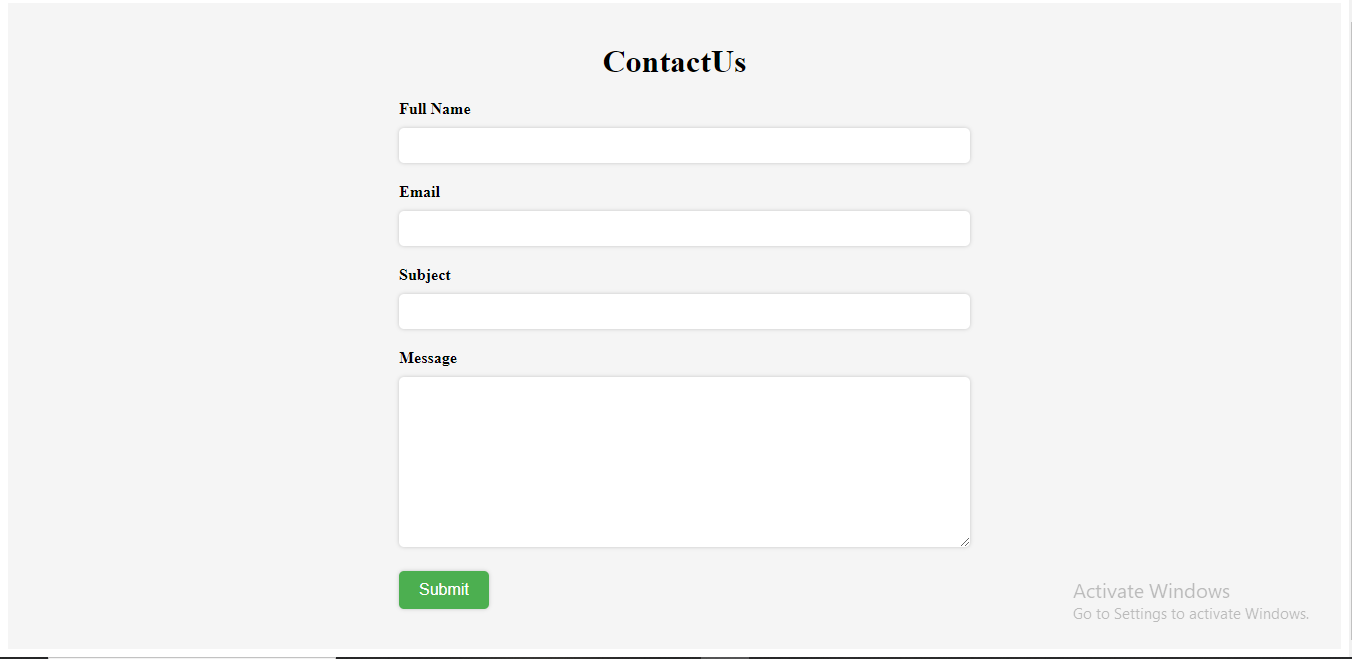 ContactUs
Full Name
Email
Subject
Message
Submit
Activate Windows
Go to Settings to activate Windows.